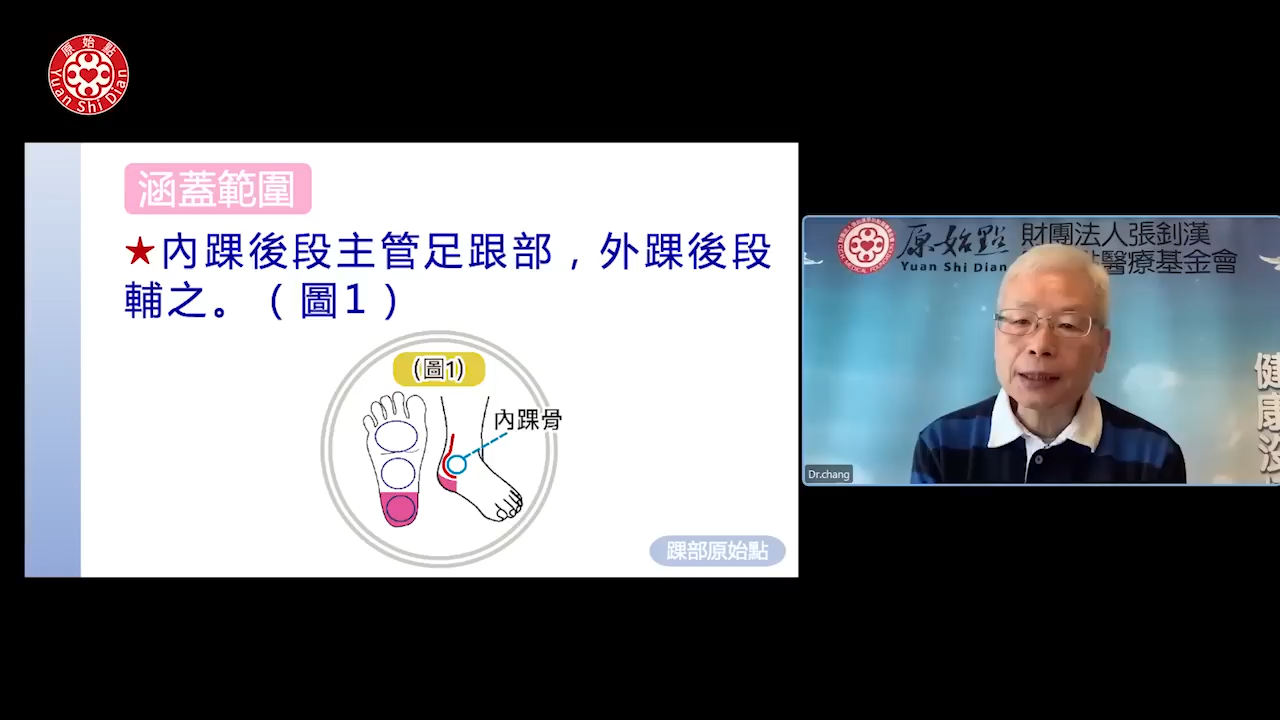 原始點
Yuan Shi Dian
涵蓋範圍
★內踝後段主管足跟部，外踝後段
輔之。（圖1）
(圖1)
內踝骨
踝部原始點
原始點
Yuan Shi Dian
財團法人張釗漢
醫療基金會
健康
Dr.chang